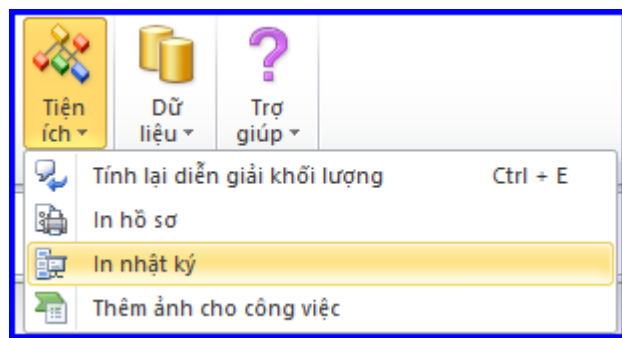 Tiện
ích
Dữ
liệu
Trợ
giúp
Tính lại diễn giải khối lượng Ctrl + E
In hồ sơ
In nhật ký
Thêm ảnh cho công việc